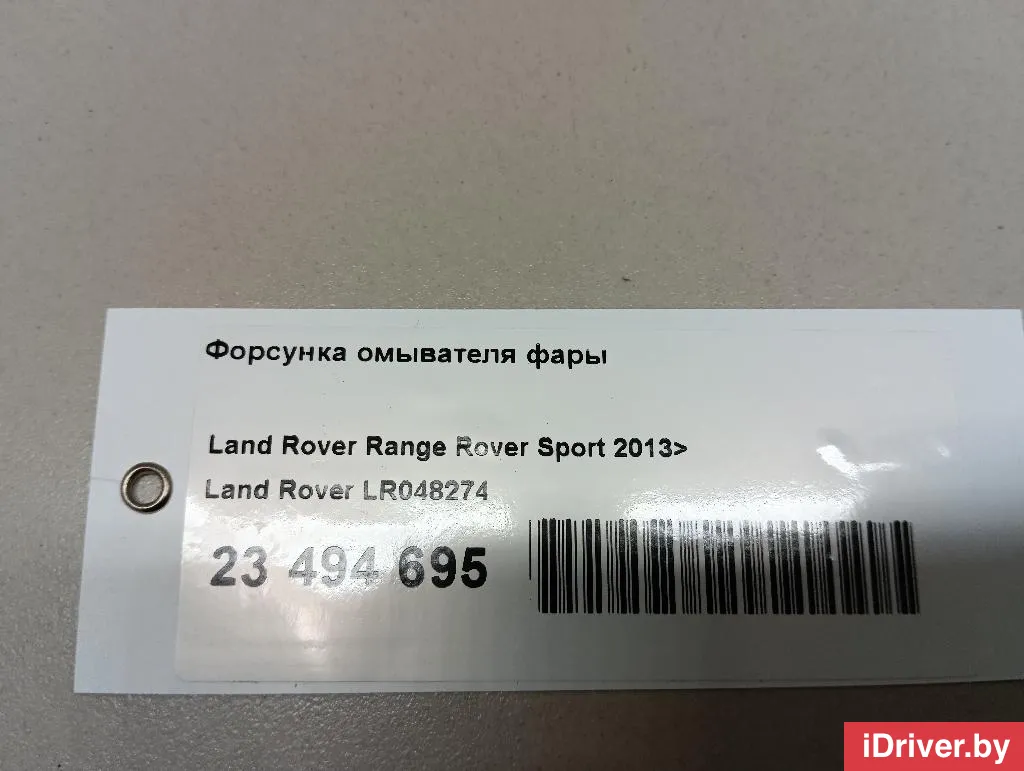 Форсунка омывателя фары
Land Rover Range Rover Sport 2013>
Land Rover LR048274
23 494 695
iDriver.by